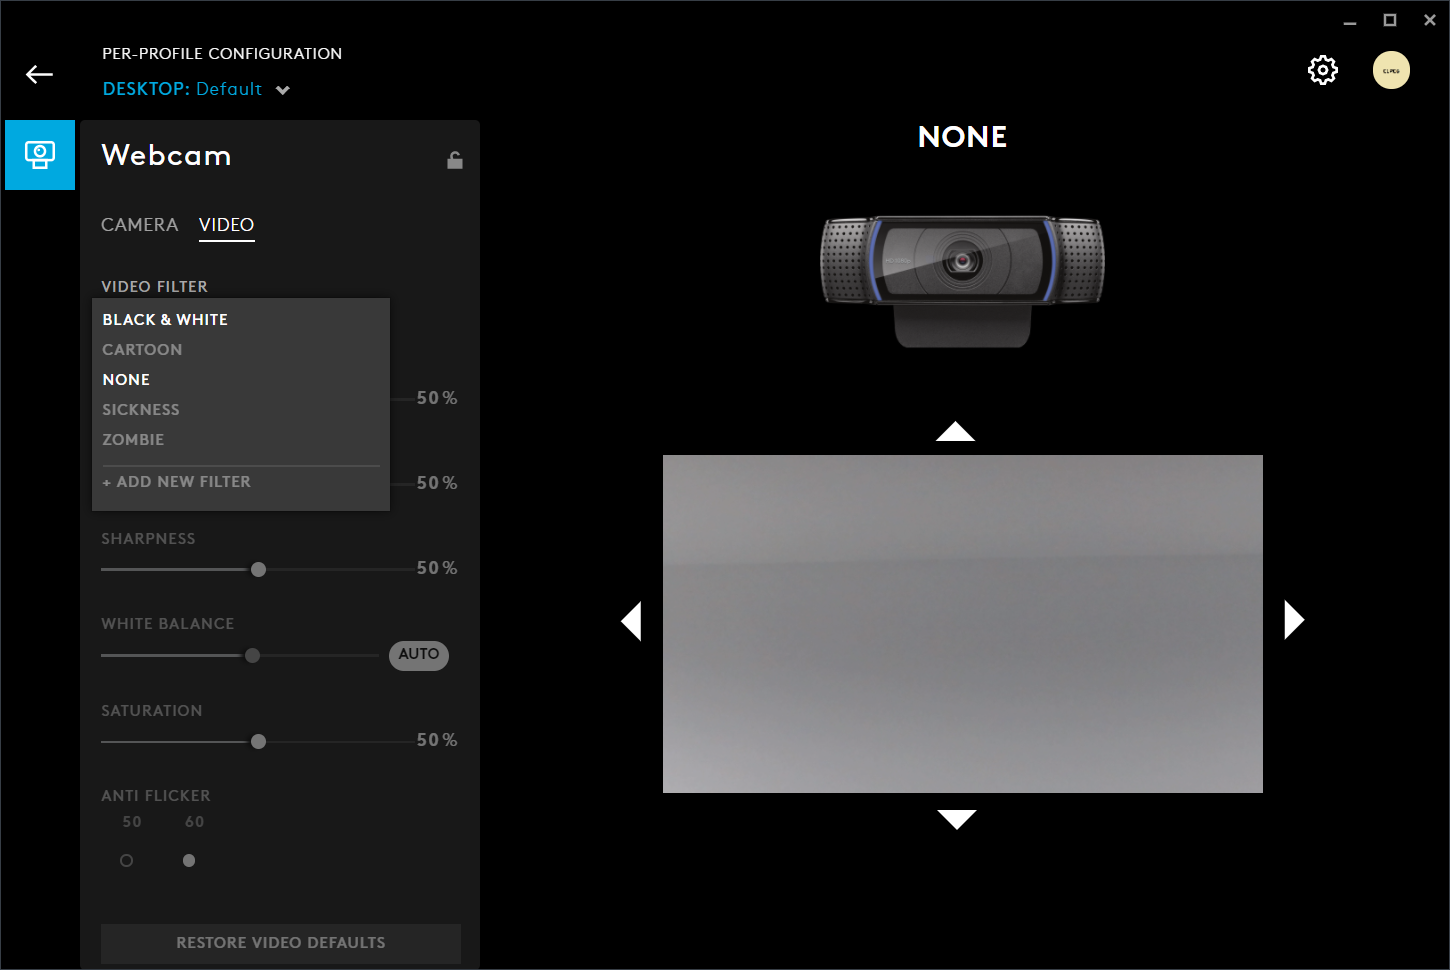 PER-PROFILE CONFIGURATION
DESKTOP: Default
Webcam
CAMERA VIDEO
VIDEO FILTER
BLACK & WHITE
CARTOON
NONE
SICKNESS
ZOMBIE
+ ADD NEW FILTER
50%
50%
SHARPNESS
50%
WHITE BALANCE
AUTO
SATURATION
50%
ANTI FLICKER
50 60
RESTORE VIDEO DEFAULTS
NONE